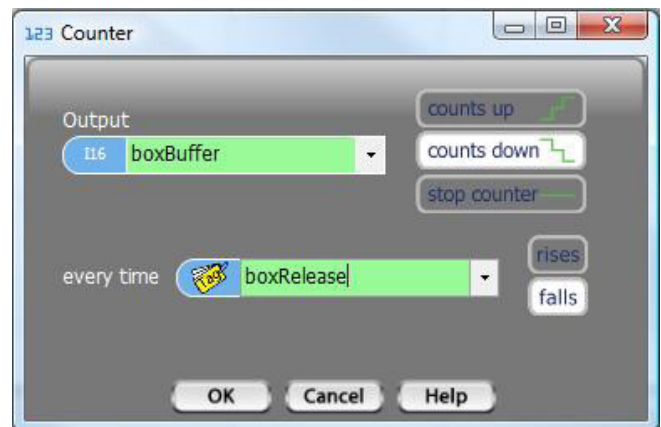 123 Counter
Output
I16 boxBuffer
counts up
counts down
stop counter
every time Tags boxRelease
rises
falls
OK Cancel Help